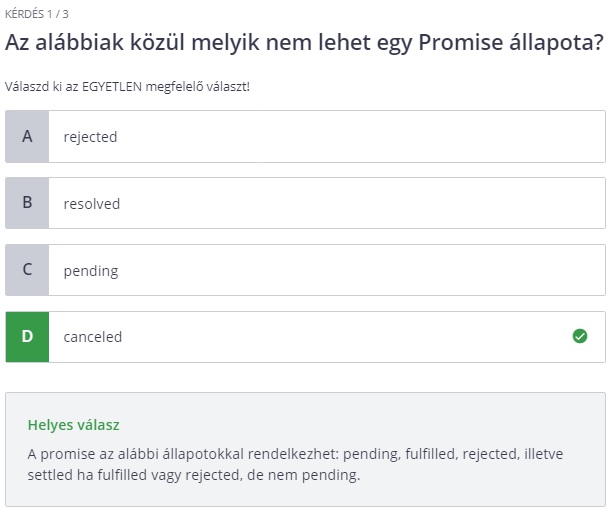 KÉRDÉS 1 / 3
Az alábbiak közül melyik nem lehet egy Promise állapota?
Válaszd ki az EGYETLEN megfelelő választ!
A rejected
B resolved
C pending
D canceled
Helyes válasz
A promise az alábbi állapotokkal rendelkezhet: pending, fulfilled, rejected, illetve
settled ha fulfilled vagy rejected, de nem pending.